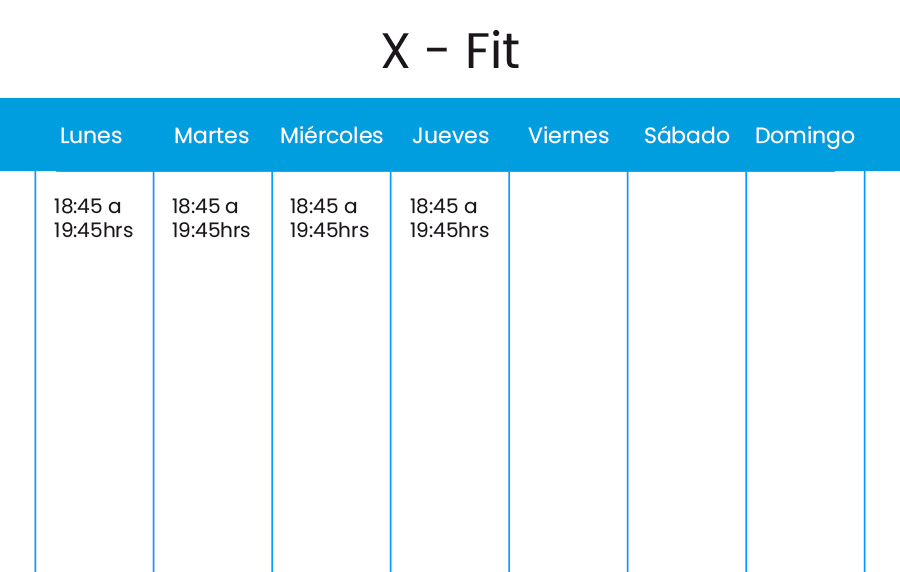 X - Fit
Lunes Martes Miércoles Jueves Viernes Sábado Domingo
18:45 a 18:45 a 18:45 a 18:45 a
19:45hrs 19:45hrs 19:45hrs 19:45hrs